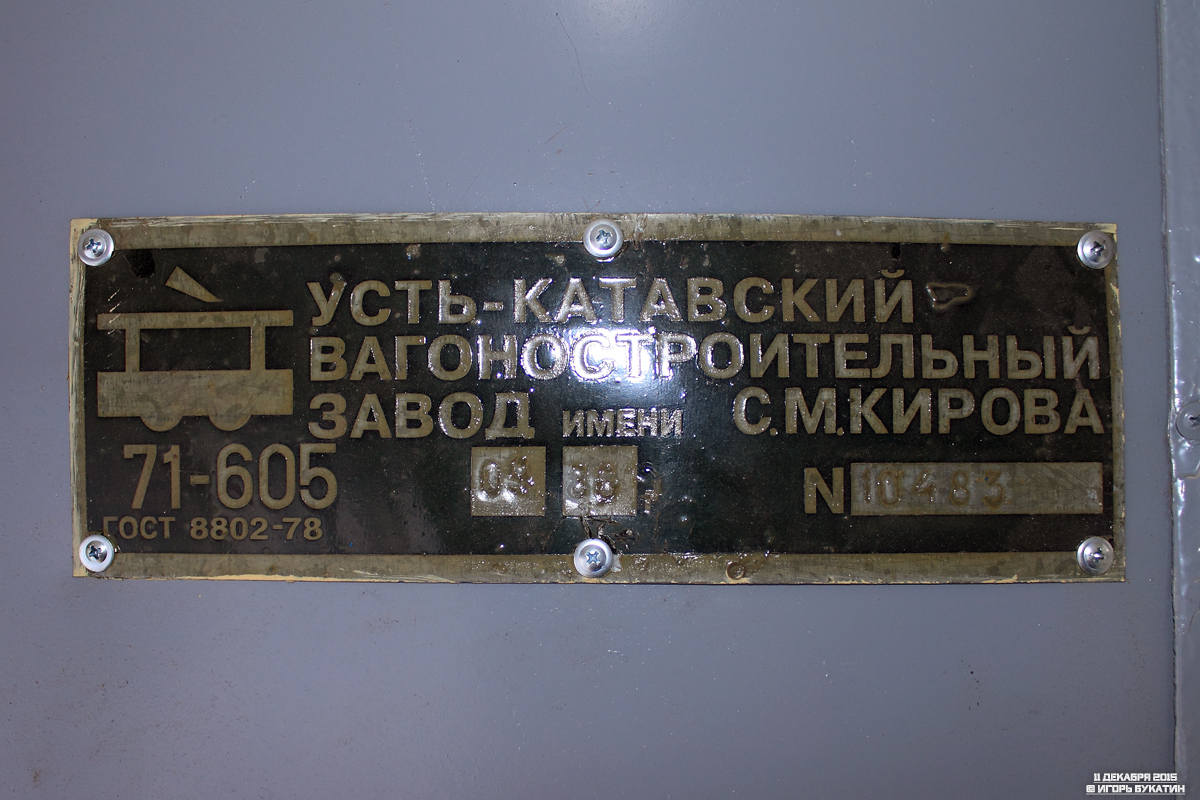 УСТЬ-КАТАВСКИЙ
ВАГОНОСТРОИТЕЛЬНЫЙ
ЗАВОД ИМЕНИ С.М.КИРОВА
71-605 г N 10483
ГОСТ 8802-78
11 ДЕКАБРЯ 2015
© ИГОРЬ БУКАТИН